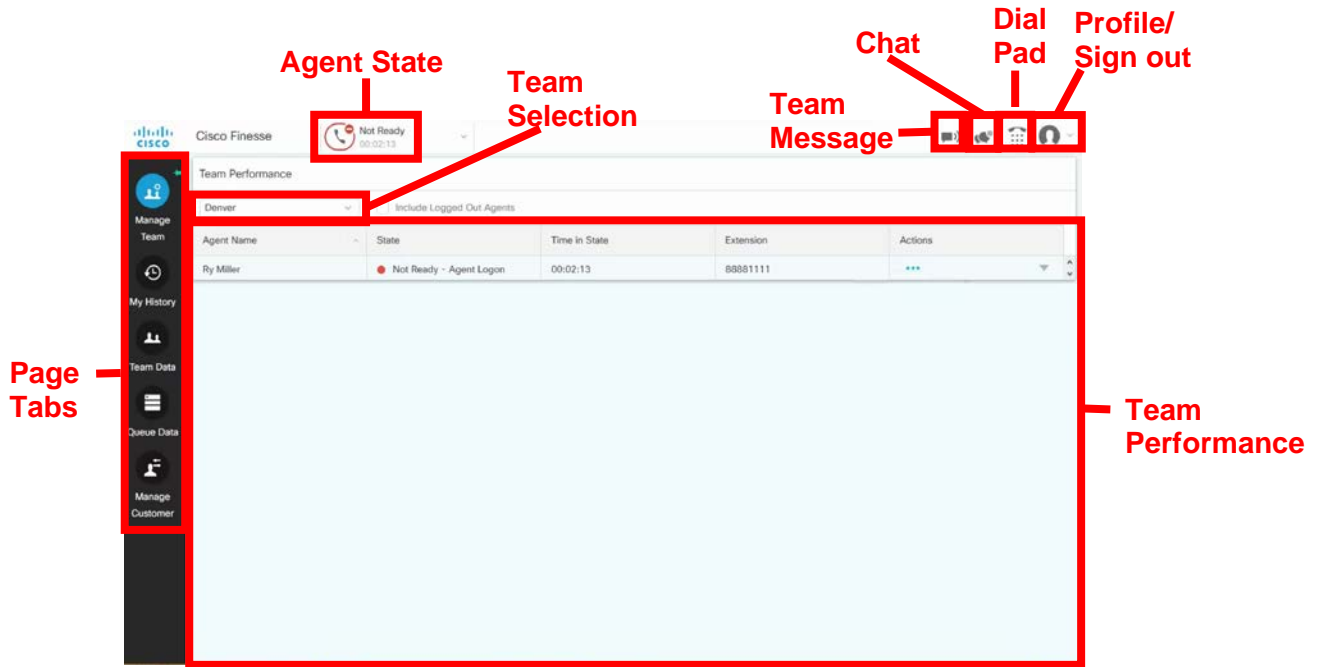 Dial
Pad
Profile/
Sign out
Chat
Agent State
Team
Selection
Team
Message
CISCO
Cisco Finesse
Not Ready
00:02:13
Team Performance
Denver
Include Logged Out Agents
Agent Name
State
Time in State
Extension
Actions
Ry Miller
Not Ready - Agent Logon
00:02:13
88881111
Manage
Team
My History
Team Data
Queue Data
Manage
Customer
Page
Tabs
Team
Performance